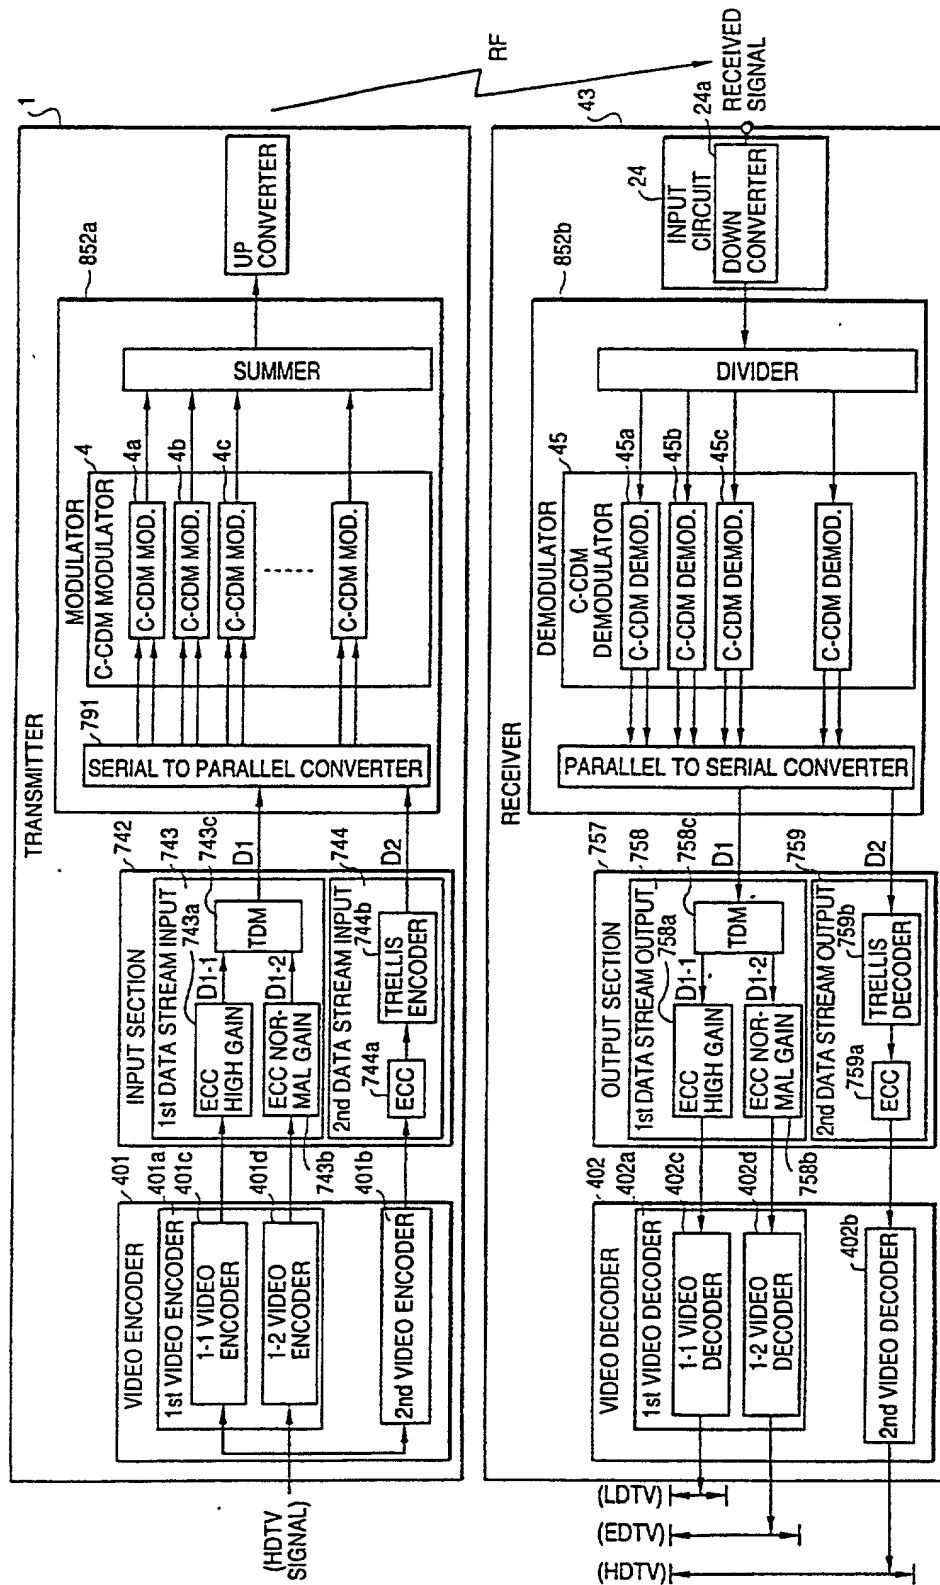 TRANSMITTER
1
(HDTV
SIGNAL)
VIDEO ENCODER
401
1st VIDEO ENCODER
401a
1-1 VIDEO
ENCODER
401c
1-2 VIDEO
ENCODER
401d
2nd VIDEO ENCODER
401b
INPUT SECTION
742
1st DATA STREAM INPUT
743
743a
ECC
HIGH GAIN
D1-1
ECC NOR-
MAL GAIN
743b
D1-2
TDM
743c
D1
2nd DATA STREAM INPUT
744
744a
ECC
744b
TRELLIS
ENCODER
D2
791
SERIAL TO PARALLEL CONVERTER
MODULATOR
852a
C-CDM MODULATOR
4
C-CDM MOD.
4a
C-CDM MOD.
4b
C-CDM MOD.
4c
C-CDM MOD.
SUMMER
UP
CONVERTER
RF
RECEIVED
SIGNAL
RECEIVER
43
24
INPUT
CIRCUIT
24a
DOWN
CONVERTER
852b
DIVIDER
DEMODULATOR
C-CDM
DEMODULATOR
45
C-CDM DEMOD.
45a
C-CDM DEMOD.
45b
C-CDM DEMOD.
45c
C-CDM DEMOD.
PARALLEL TO SERIAL CONVERTER
OUTPUT SECTION
757
1st DATA STREAM OUTPUT
758
758a
ECC
HIGH GAIN
D1-1
ECC NOR-
MAL GAIN
758b
D1-2
TDM
758c
D1
2nd DATA STREAM OUTPUT
759
759a
ECC
759b
TRELLIS
DECODER
D2
VIDEO DECODER
402
1st VIDEO DECODER
402a
1-1 VIDEO
DECODER
402c
1-2 VIDEO
DECODER
402d
2nd VIDEO DECODER
402b
(LDTV)
(EDTV)
(HDTV)